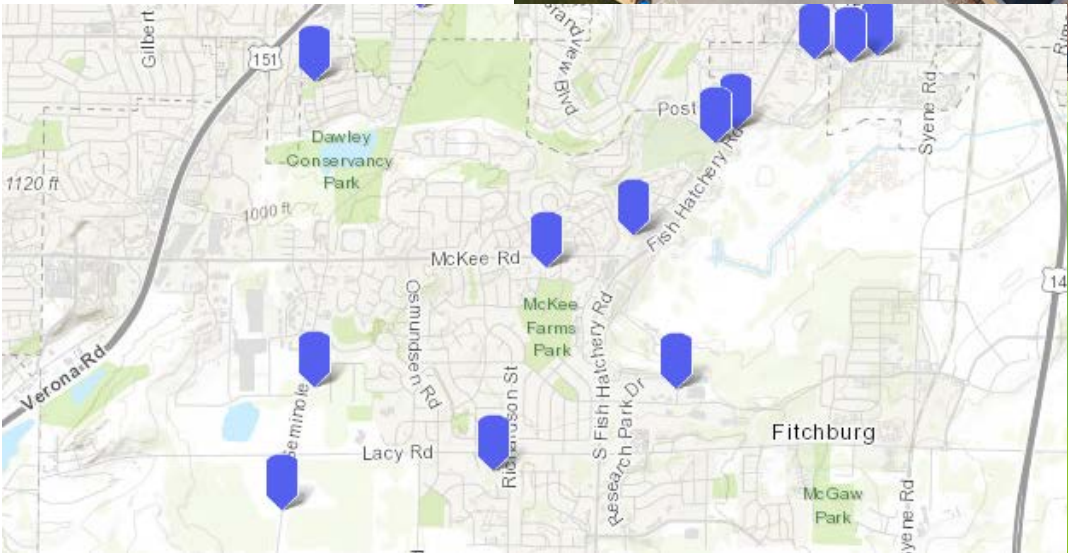 Gilbert
151
Grandview Blvd
Post
Syene Rd
Dawley
Conservancy
Park
1120 ft
1000 ft
Fish Hatchery Rd
McKee Rd
14
Osmundsen Rd
McKee
Farms
Park
S Fish Hatchery Rd
Verona Rd
Seminole
Richardson St
Research Park Dr
Fitchburg
Lacy Rd
McGaw
Park
yene Rd